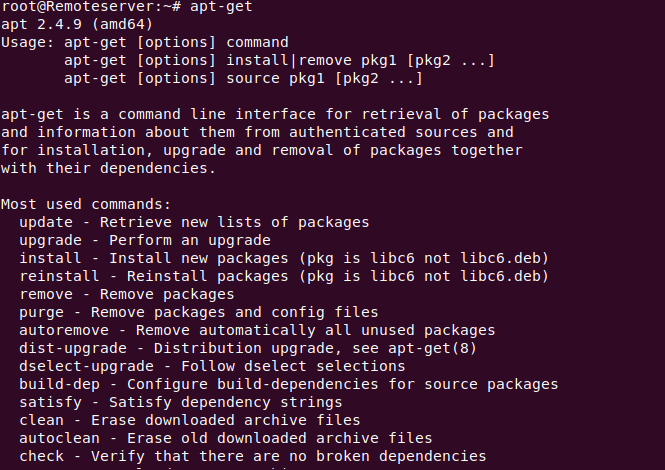 root@Remoteserver:~# apt-get
apt 2.4.9 (amd64)
Usage: apt-get [options] command
       apt-get [options] install|remove pkg1 [pkg2 ...]
       apt-get [options] source pkg1 [pkg2 ...]

apt-get is a command line interface for retrieval of packages
and information about them from authenticated sources and
for installation, upgrade and removal of packages together
with their dependencies.

Most used commands:
  update - Retrieve new lists of packages
  upgrade - Perform an upgrade
  install - Install new packages (pkg is libc6 not libc6.deb)
  reinstall - Reinstall packages (pkg is libc6 not libc6.deb)
  remove - Remove packages
  purge - Remove packages and config files
  autoremove - Remove automatically all unused packages
  dist-upgrade - Distribution upgrade, see apt-get(8)
  dselect-upgrade - Follow dselect selections
  build-dep - Configure build-dependencies for source packages
  satisfy - Satisfy dependency strings
  clean - Erase downloaded archive files
  autoclean - Erase old downloaded archive files
  check - Verify that there are no broken dependencies